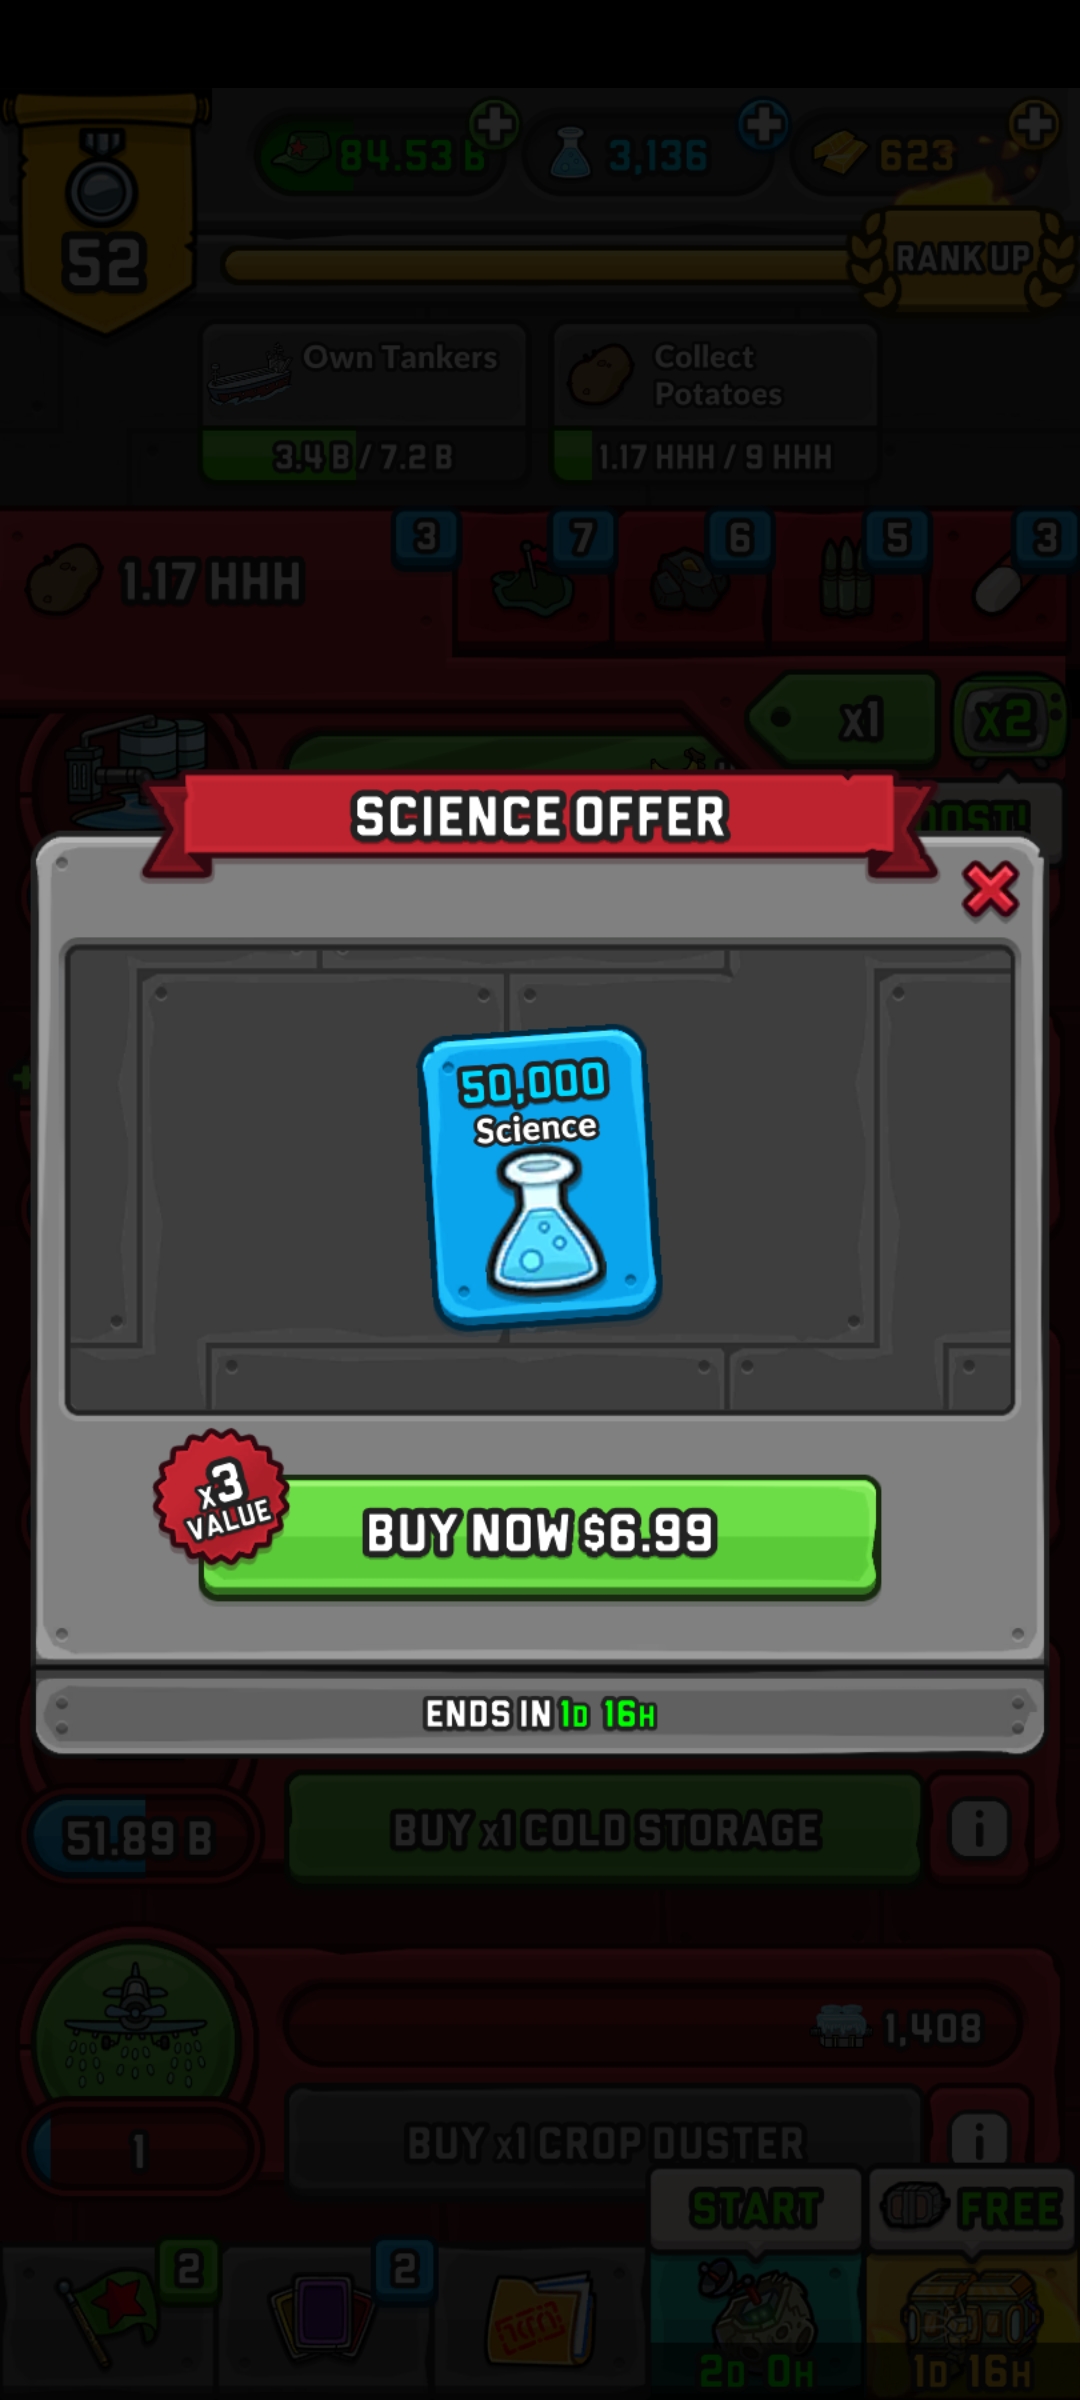 84.53 B
3,136
623
52
RANK UP
Own Tankers
3.4 B / 7.2 B
Collect
Potatoes
1.17 HHH / 9 HHH
1.17 HHH
3
7
6
5
3
x1
x2
SCIENCE OFFER
50,000
Science
x3
VALUE
BUY NOW $6.99
ENDS IN 1D 16H
51.89 B
BUY x1 COLD STORAGE
i
1,408
1
BUY x1 CROP DUSTER
i
START
FREE
2
2
2D 0H
1D 16H